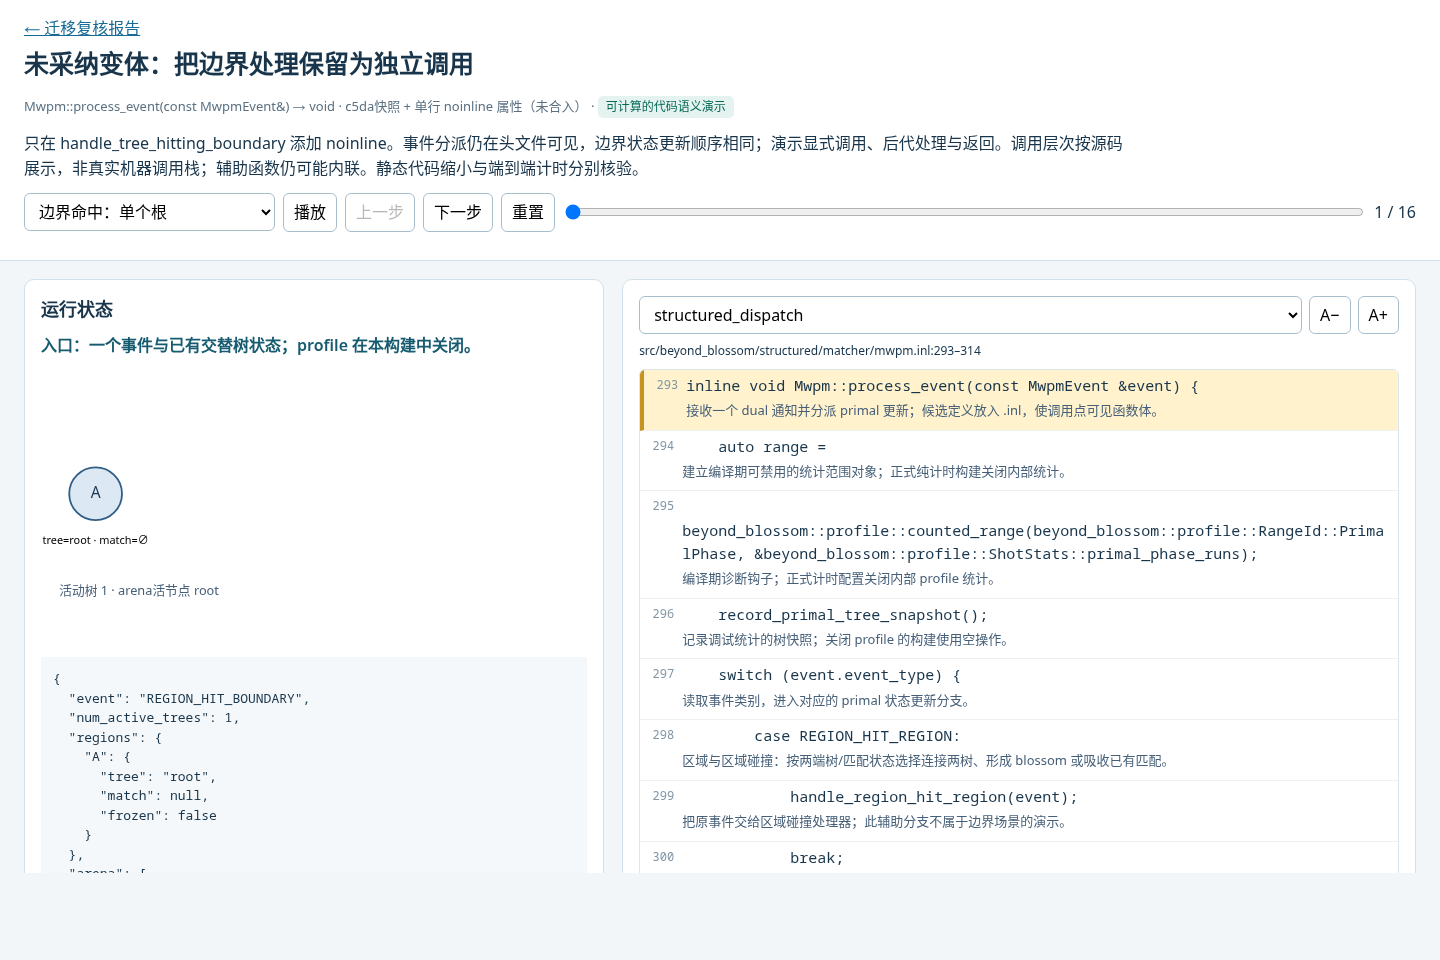 ← 迁移复核报告
未采纳变体：把边界处理保留为独立调用
Mwpm::process_event(const MwpmEvent&) → void · c5da快照 + 单行 noinline 属性（未合入） · 可计算的代码语义演示
只在 handle_tree_hitting_boundary 添加 noinline。事件分派仍在头文件可见，边界状态更新顺序相同；演示显式调用、后代处理与返回。调用层次按源码
展示，非真实机器调用栈；辅助函数仍可能内联。静态代码缩小与端到端计时分别核验。
边界命中：单个根 播放 上一步 下一步 重置 1 / 16
运行状态
入口：一个事件与已有交替树状态；profile 在本构建中关闭。
A
tree=root · match=∅
活动树 1 · arena活节点 root
{
  "event": "REGION_HIT_BOUNDARY",
  "num_active_trees": 1,
  "regions": {
    "A": {
      "tree": "root",
      "match": null,
      "frozen": false
    }
  },
  "arena": [
structured_dispatch A− A+
src/beyond_blossom/structured/matcher/mwpm.inl:293–314
293 inline void Mwpm::process_event(const MwpmEvent &event) {
接收一个 dual 通知并分派 primal 更新；候选定义放入 .inl，使调用点可见函数体。
294     auto range =
建立编译期可禁用的统计范围对象；正式纯计时构建关闭内部统计。
295
beyond_blossom::profile::counted_range(beyond_blossom::profile::RangeId::Prima
lPhase, &beyond_blossom::profile::ShotStats::primal_phase_runs);
编译期诊断钩子；正式计时配置关闭内部 profile 统计。
296     record_primal_tree_snapshot();
记录调试统计的树快照；关闭 profile 的构建使用空操作。
297     switch (event.event_type) {
读取事件类别，进入对应的 primal 状态更新分支。
298         case REGION_HIT_REGION:
区域与区域碰撞：按两端树/匹配状态选择连接两树、形成 blossom 或吸收已有匹配。
299             handle_region_hit_region(event);
把原事件交给区域碰撞处理器；此辅助分支不属于边界场景的演示。
300             break;